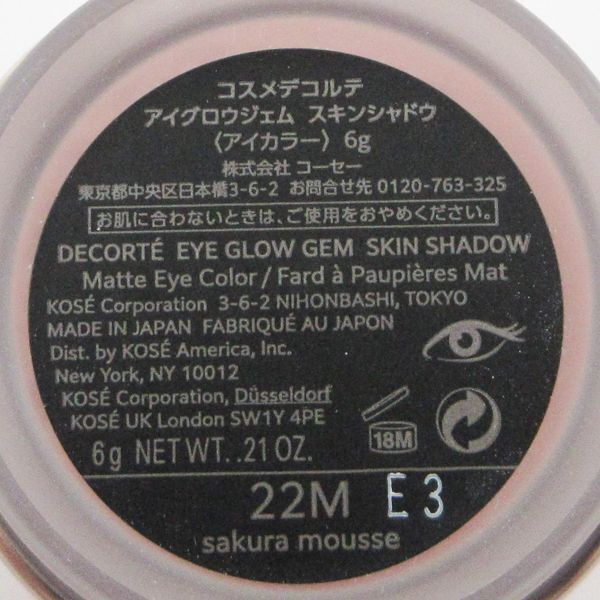 コスメデコルテ
アイグロウジェム スキンシャドウ
〈アイカラー〉 6g
株式会社 コーセー
東京都中央区日本橋3-6-2 お問合せ先 0120-763-325
お肌に合わないときは、ご使用をおやめください。
DECORTÉ EYE GLOW GEM SKIN SHADOW
Matte Eye Color / Fard à Paupières Mat
KOSÉ Corporation 3-6-2 NIHONBASHI, TOKYO
MADE IN JAPAN FABRIQUÉ AU JAPON
Dist. by KOSÉ America, Inc.
New York, NY 10012
KOSÉ Corporation, Düsseldorf
KOSÉ UK London SW1Y 4PE
18M
6g NET WT. .21 OZ.
22M E3
sakura mousse